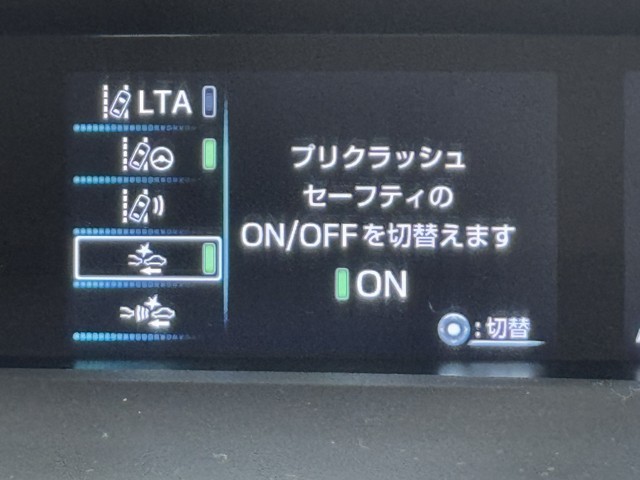 LTA
プリクラッシュ
セーフティの
ON/OFFを切替えます
ON
:切替